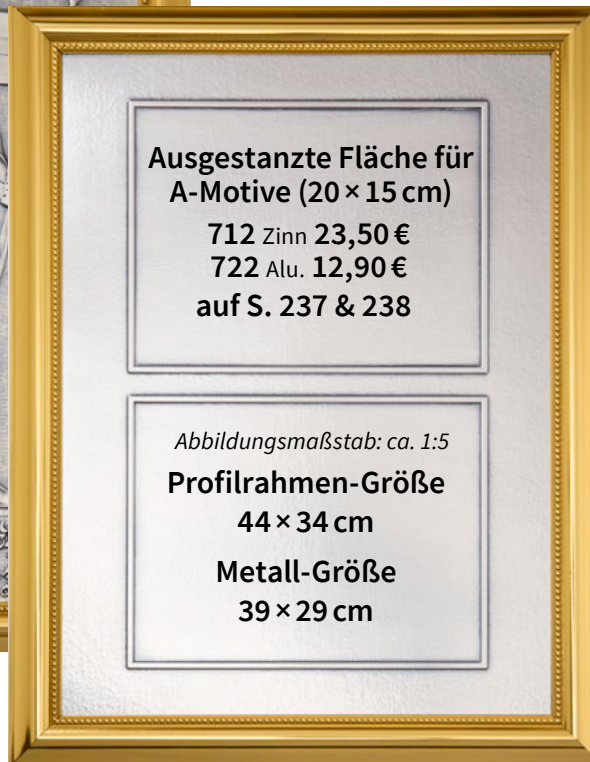 Ausgestanzte Fläche für
A-Motive (20 × 15 cm)
712 Zinn 23,50 €
722 Alu. 12,90 €
auf S. 237 & 238
Abbildungsmaßstab: ca. 1:5
Profilrahmen-Größe
44 × 34 cm
Metall-Größe
39 × 29 cm